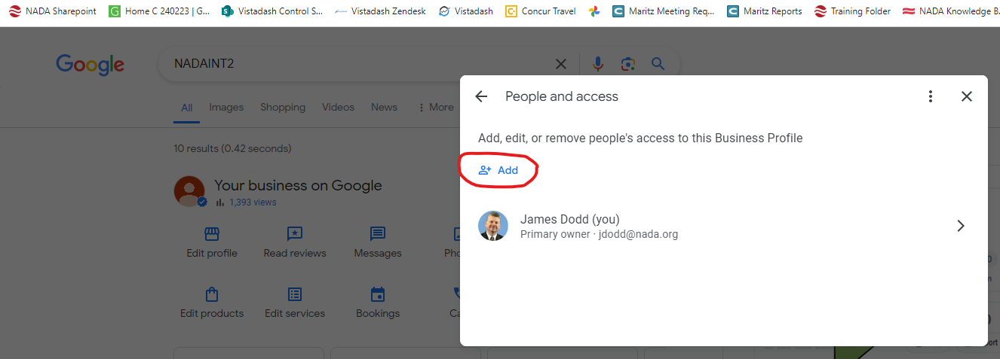 NADA Sharepoint Home C 240223 | G... Vistadash Control S... Vistadash Zendesk Vistadash Concur Travel Maritz Meeting Req... Maritz Reports Training Folder NADA Knowledge B
Google NADAINT2
People and access
All Images Shopping Videos News More
Add, edit, or remove people's access to this Business Profile
10 results (0.42 seconds)
Add
Your business on Google
1,393 views
James Dodd (you)
Primary owner · jdodd@nada.org
Edit profile Read reviews Messages
Edit products Edit services Bookings